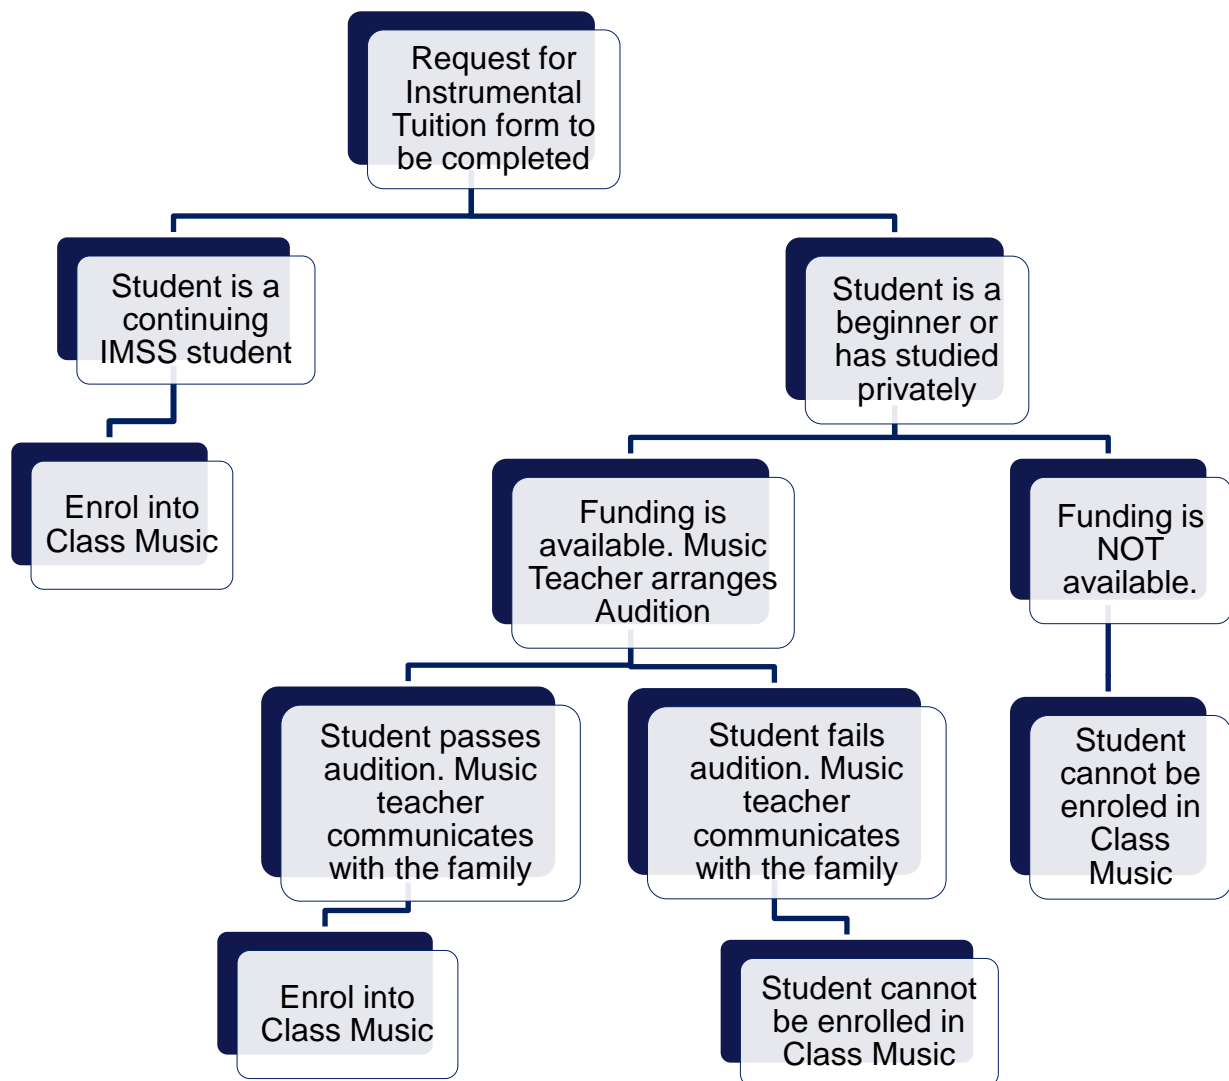 Request for
Instrumental
Tuition form to
be completed
Student is a
continuing
IMSS student
Student is a
beginner or
has studied
privately
Enrol into
Class Music
Funding is
available. Music
Teacher arranges
Audition
Funding is
NOT
available.
Student passes
audition. Music
teacher
communicates
with the family
Student fails
audition. Music
teacher
communicates
with the family
Student
cannot be
enroled in
Class
Music
Enrol into
Class Music
Student cannot
be enrolled in
Class Music